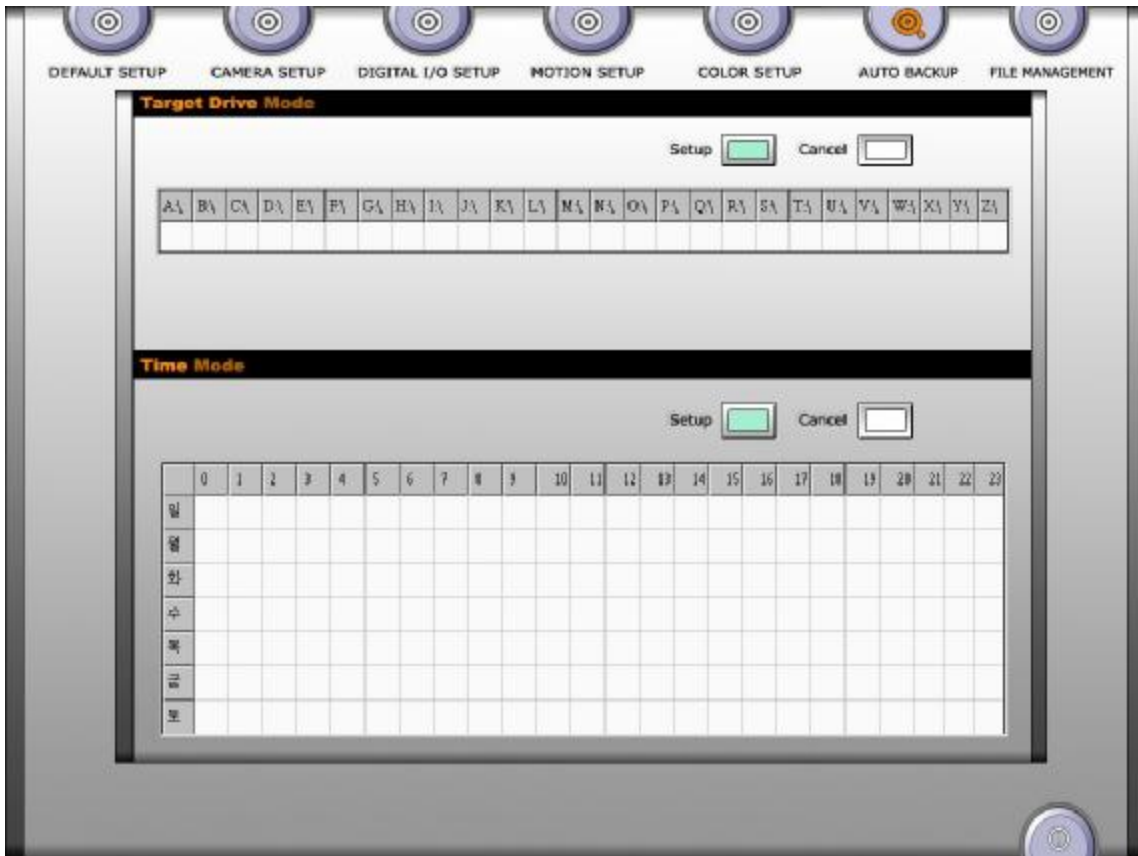 DEFAULT SETUP CAMERA SETUP DIGITAL I/O SETUP MOTION SETUP COLOR SETUP AUTO BACKUP FILE MANAGEMENT
Target Drive Mode
Setup Cancel
A:\ B:\ C:\ D:\ E:\ F:\ G:\ H:\ I:\ J:\ K:\ L:\ M:\ N:\ O:\ P:\ Q:\ R:\ S:\ T:\ U:\ V:\ W:\ X:\ Y:\ Z:\
Time Mode
Setup Cancel
0 1 2 3 4 5 6 7 8 9 10 11 12 13 14 15 16 17 18 19 20 21 22 23
일
월
화
수
목
금
토